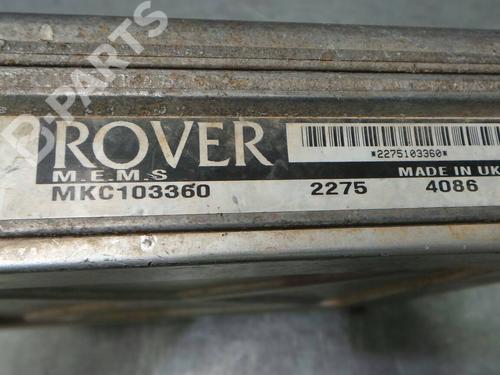 B-PARTS
ROVER
M.E.M.S
*2275103360*
MADE IN UK
MKC103360 2275 4086